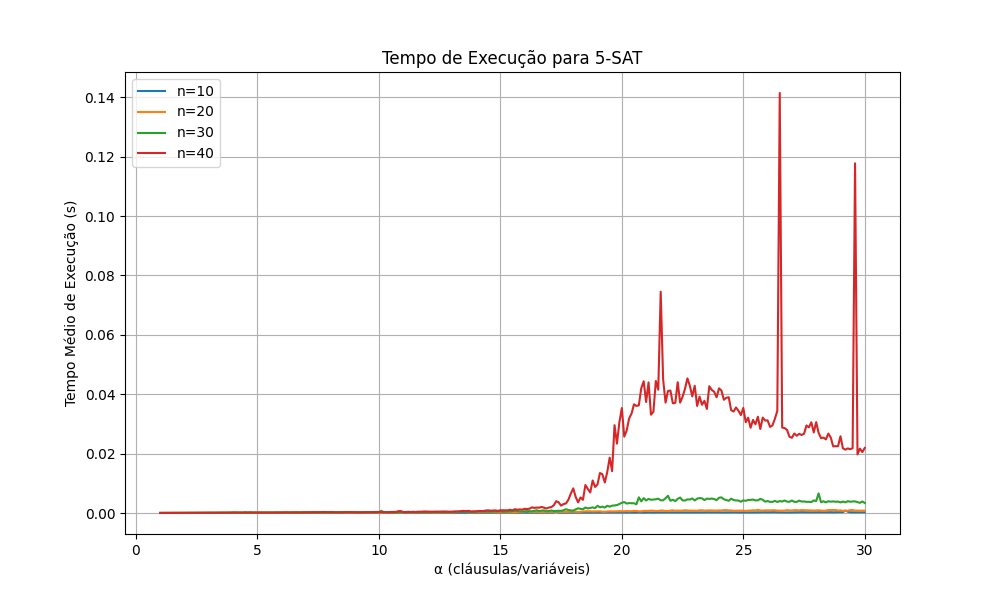 Tempo de Execução para 5-SAT
n=10
n=20
n=30
n=40
Tempo Médio de Execução (s)
0.14
0.12
0.10
0.08
0.06
0.04
0.02
0.00
0 5 10 15 20 25 30
α (cláusulas/variáveis)